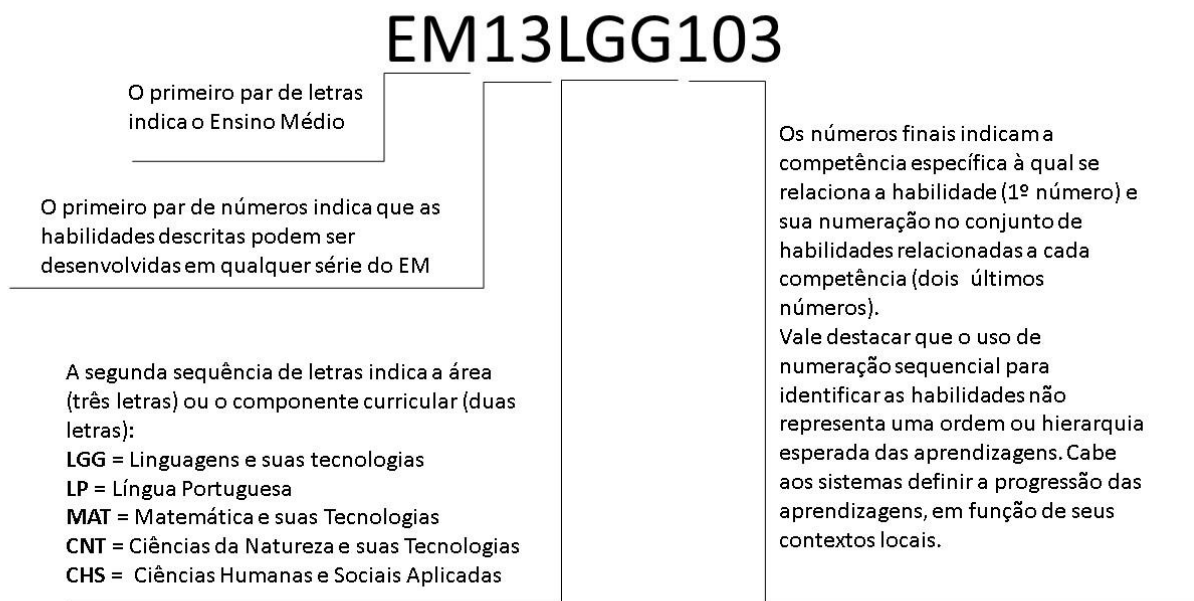 EM13LGG103
O primeiro par de letras
indica o Ensino Médio
O primeiro par de números indica que as
habilidades descritas podem ser
desenvolvidas em qualquer série do EM
A segunda sequência de letras indica a área
(três letras) ou o componente curricular (duas
letras):
LGG = Linguagens e suas tecnologias
LP = Língua Portuguesa
MAT = Matemática e suas Tecnologias
CNT = Ciências da Natureza e suas Tecnologias
CHS = Ciências Humanas e Sociais Aplicadas
Os números finais indicam a
competência específica à qual se
relaciona a habilidade (1º número) e
sua numeração no conjunto de
habilidades relacionadas a cada
competência (dois últimos
números).
Vale destacar que o uso de
numeração sequencial para
identificar as habilidades não
representa uma ordem ou hierarquia
esperada das aprendizagens. Cabe
aos sistemas definir a progressão das
aprendizagens, em função de seus
contextos locais.